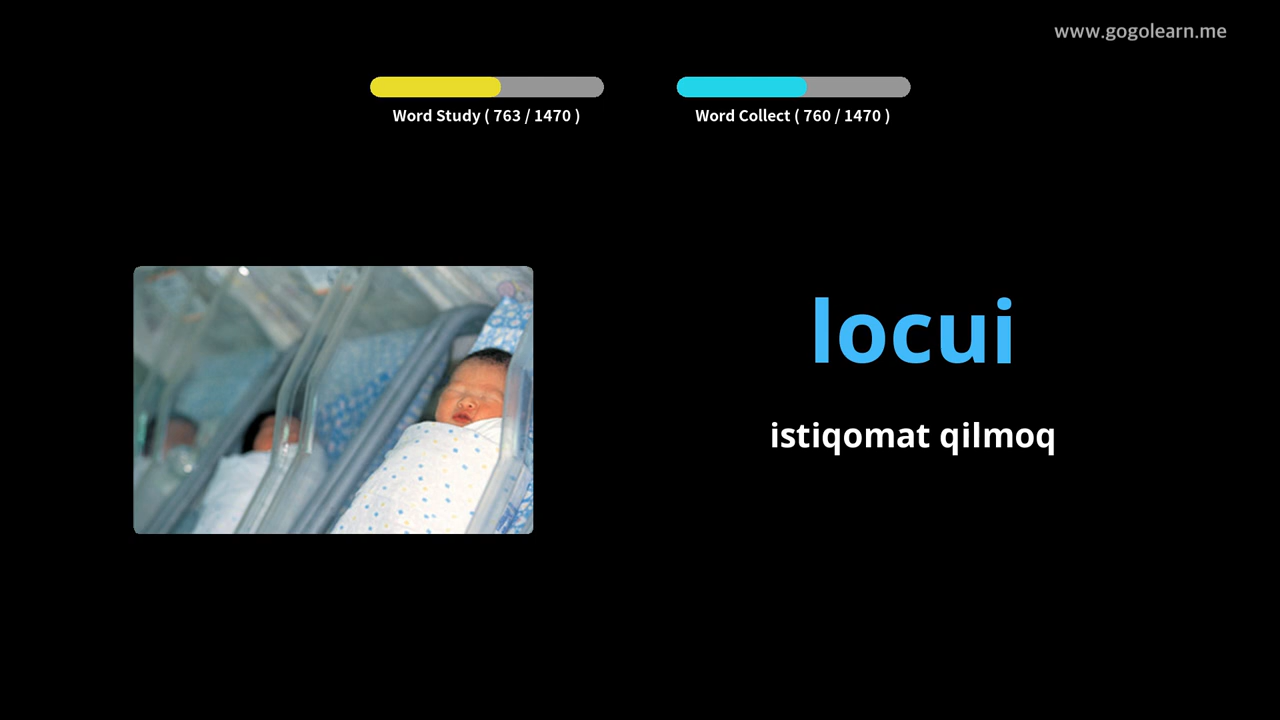 www.gogolearn.me
Word Study ( 763 / 1470 )
Word Collect ( 760 / 1470 )
locui
istiqomat qilmoq